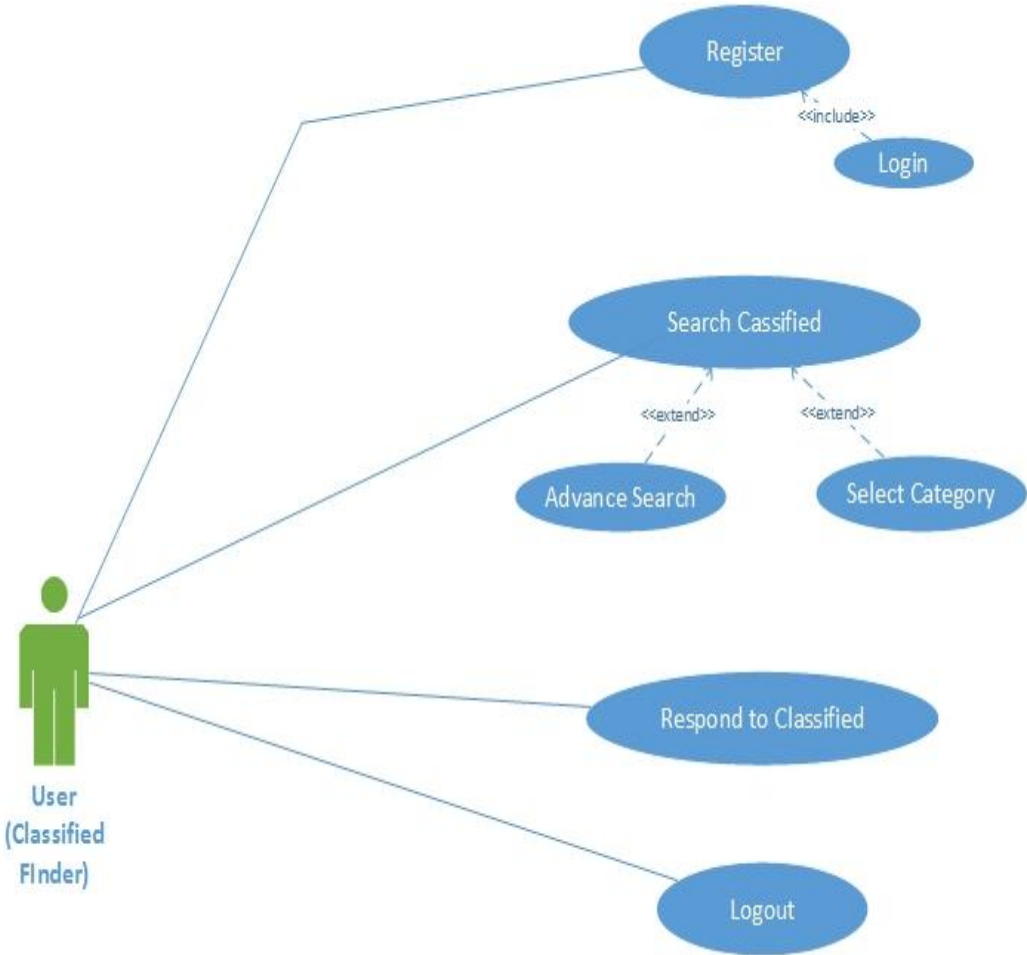 Register
<<include>>
Login
Search Cassified
<<extend>>
<<extend>>
Advance Search
Select Category
Respond to Classified
User
(Classified
FInder)
Logout